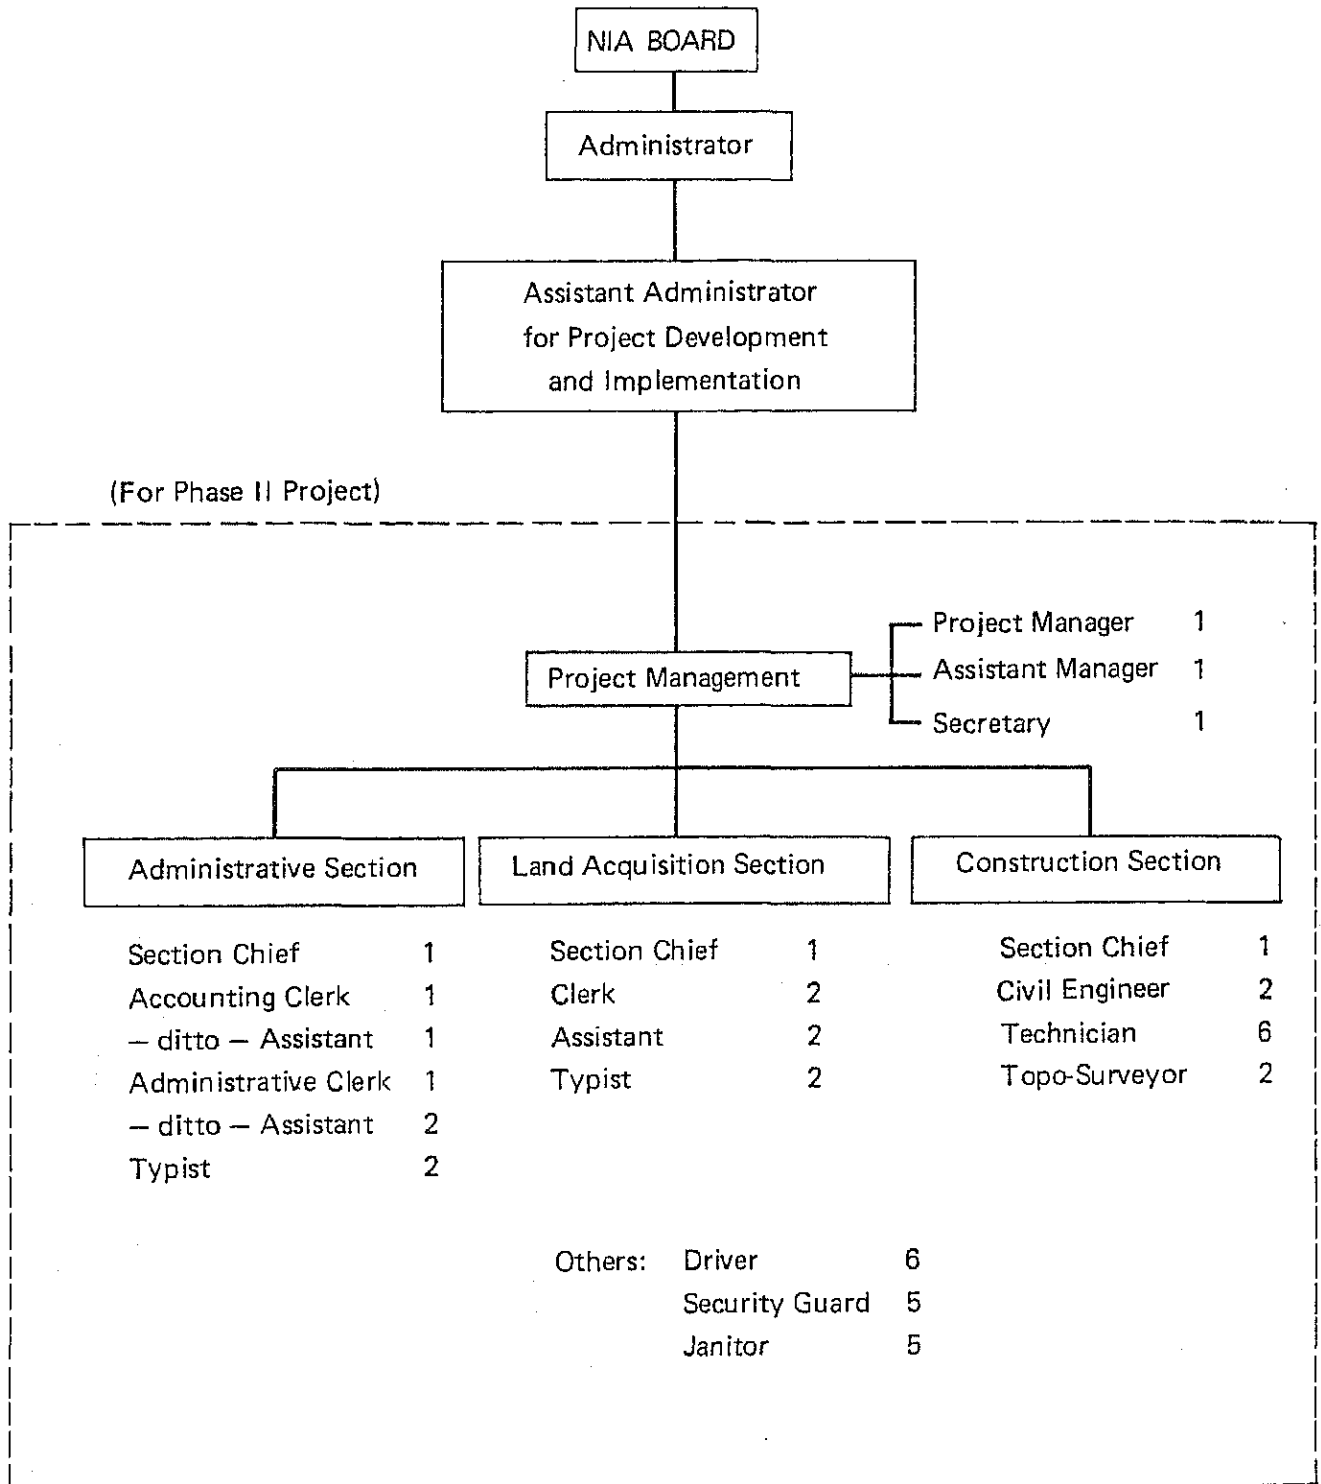 NIA BOARD
Administrator
Assistant Administrator
for Project Development
and Implementation
(For Phase II Project)
Project Management
Project Manager 1
Assistant Manager 1
Secretary 1
Administrative Section
Section Chief 1
Accounting Clerk 1
— ditto — Assistant 1
Administrative Clerk 1
— ditto — Assistant 2
Typist 2
Land Acquisition Section
Section Chief 1
Clerk 2
Assistant 2
Typist 2
Construction Section
Section Chief 1
Civil Engineer 2
Technician 6
Topo-Surveyor 2
Others: Driver 6
Security Guard 5
Janitor 5